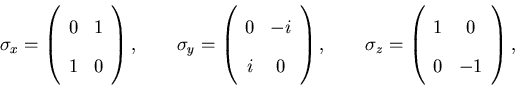 σ_x = ( 0 1 ; 1 0 ), σ_y = ( 0 −i ; i 0 ), σ_z = ( 1 0 ; 0 −1 ),